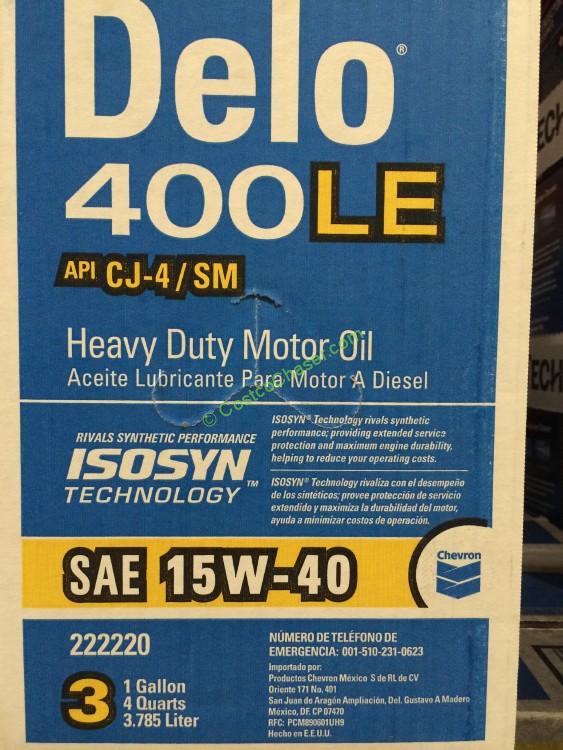 Delo®
400LE
API CJ-4/SM
Heavy Duty Motor Oil
Aceite Lubricante Para Motor A Diesel
© CostcoChaser.com
RIVALS SYNTHETIC PERFORMANCE
ISOSYN™
TECHNOLOGY
ISOSYN® Technology rivals synthetic
performance; providing extended service
protection and maximum engine durability,
helping to reduce your operating costs.
ISOSYN® Technology rivaliza con el desempeño
de los sintéticos; provee protección de servicio
extendido y maximiza la durabilidad del motor,
ayuda a minimizar costos de operación.
SAE 15W-40
Chevron
222220
3
1 Gallon
4 Quarts
3.785 Liter
NÚMERO DE TELÉFONO DE
EMERGENCIA: 001-510-231-0623
Importado por:
Productos Chevron México S de RL de CV
Oriente 171 No. 401
San Juan de Aragón Ampliación, Del. Gustavo A Madero
México, DF, CP 07470
RFC: PCM890601UH9
Hecho en E.E.U.U.